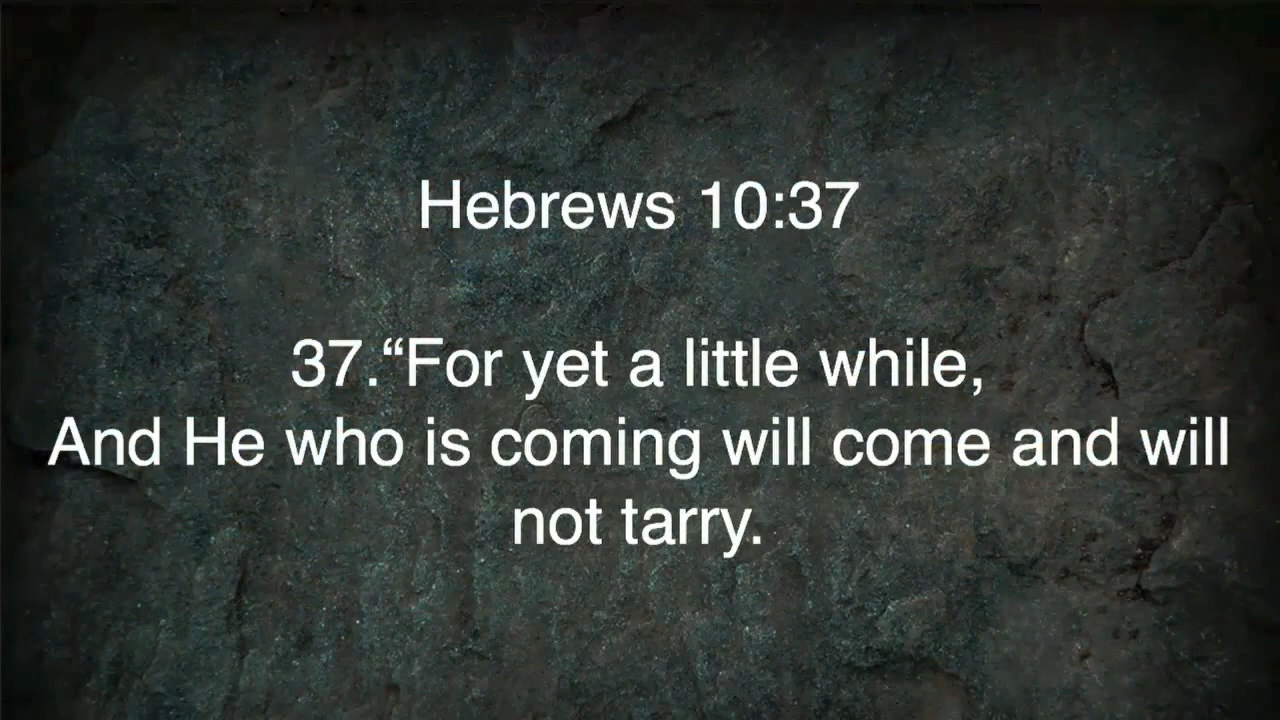 Hebrews 10:37
37.“For yet a little while,
And He who is coming will come and will
not tarry.